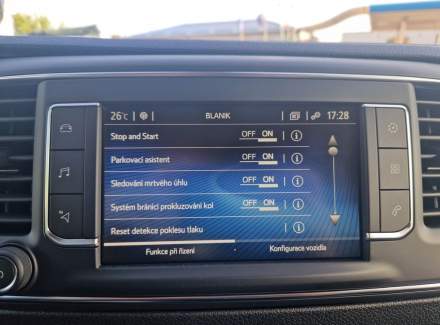 26°C BLANIK 17:28
Stop and Start OFF ON
Parkovací asistent OFF ON
Sledování mrtvého úhlu OFF ON
Systém bránící prokluzování kol OFF ON
Reset detekce poklesu tlaku
Funkce při řízení Konfigurace vozidla